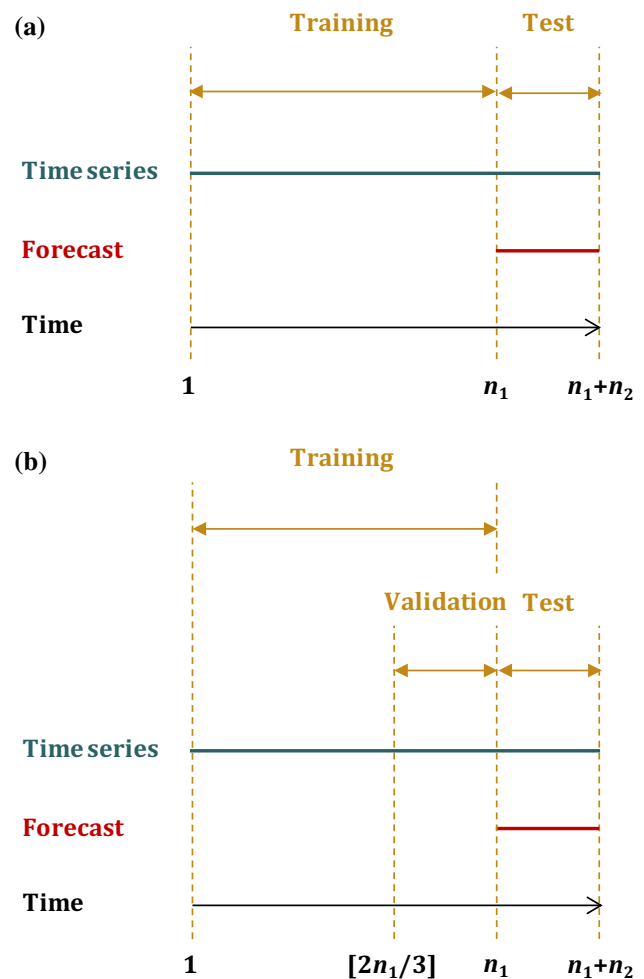 (a)
Training Test
Time series
Forecast
Time
1 n₁ n₁+n₂
(b)
Training
Validation Test
Time series
Forecast
Time
1 [2n₁/3] n₁ n₁+n₂